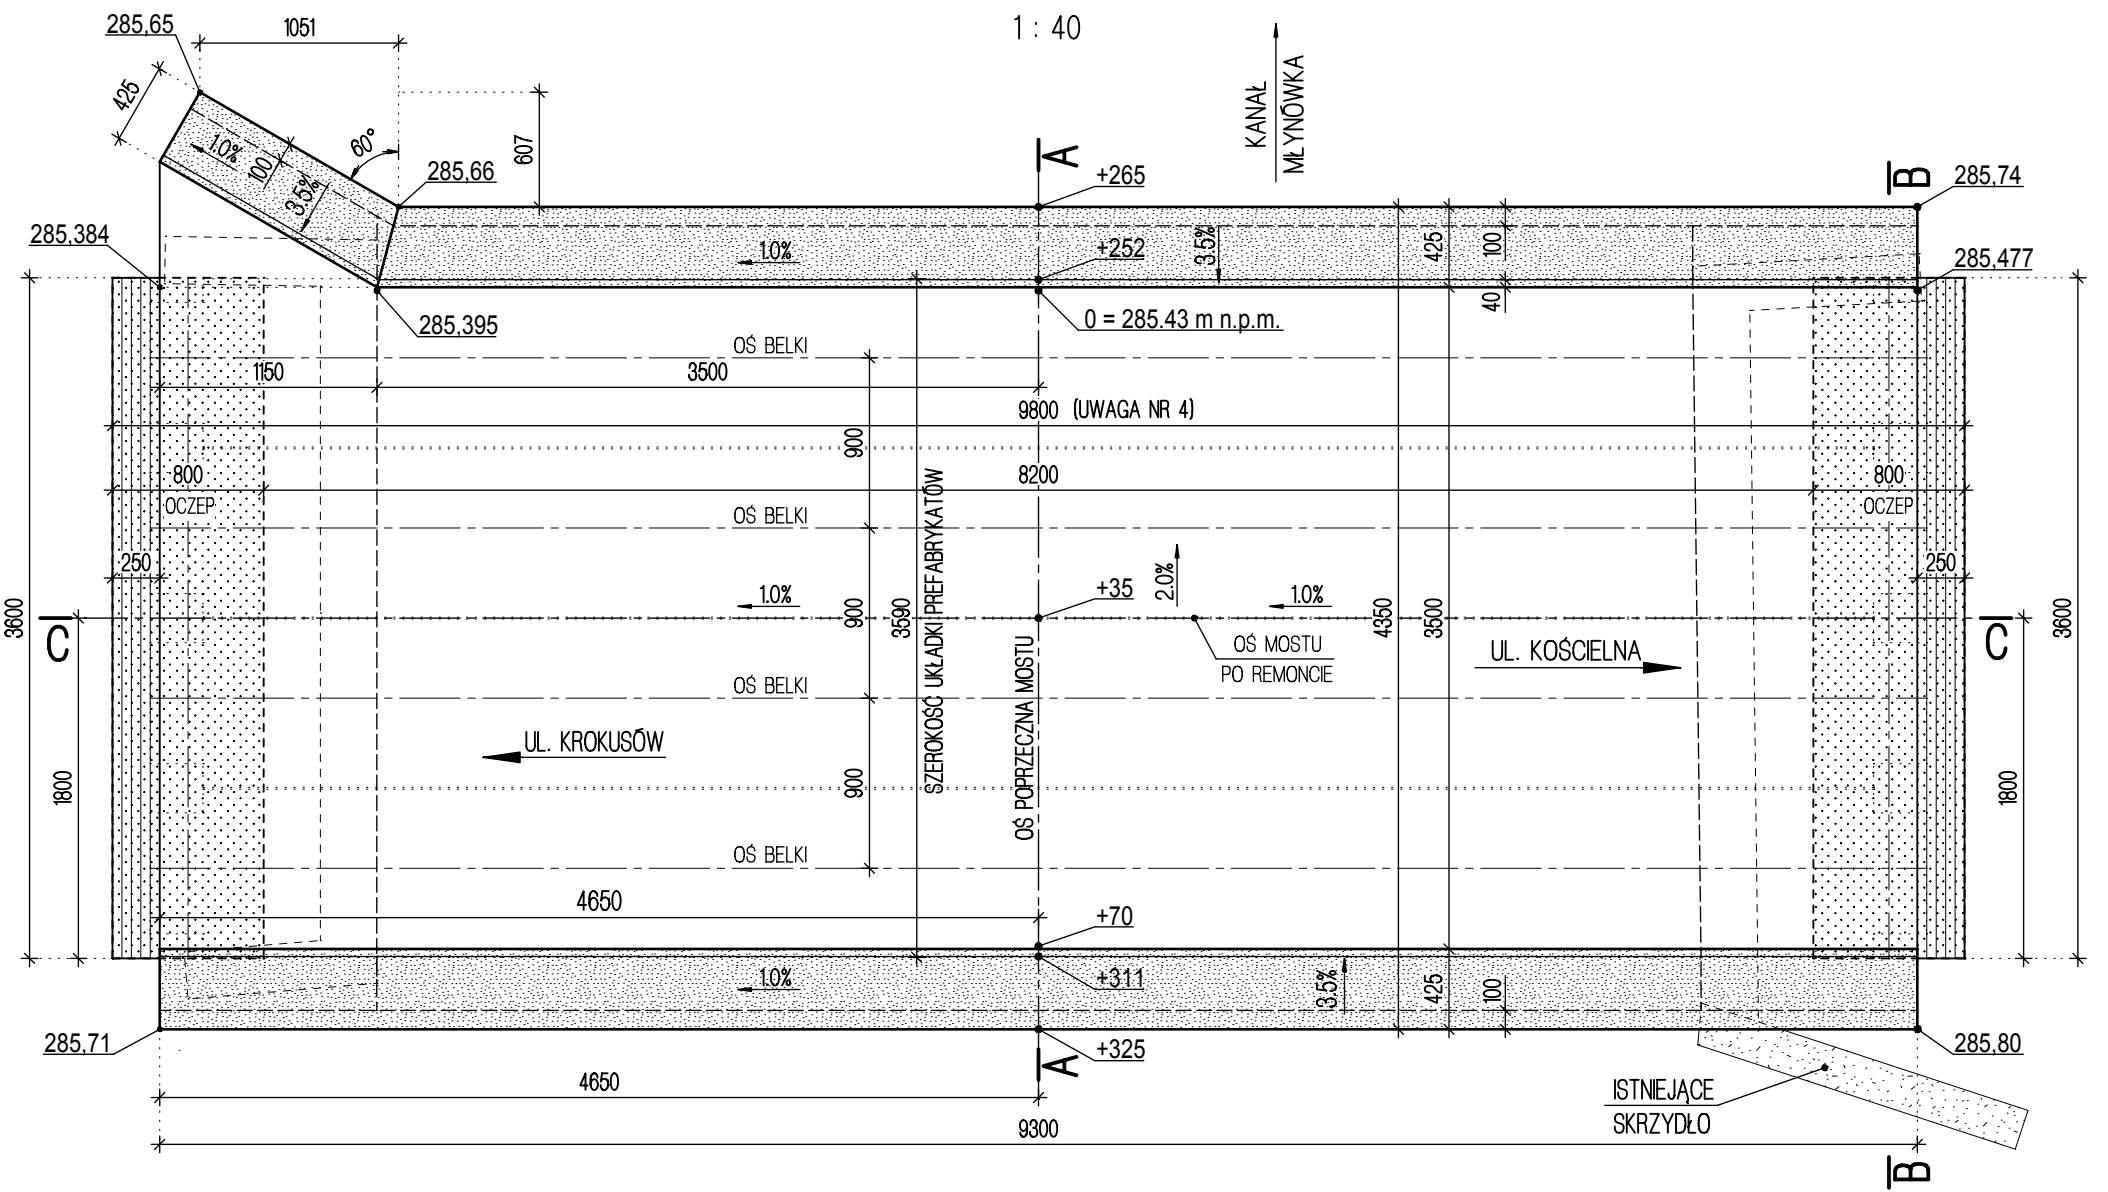 1 : 40
285,65
1051
KANAŁ
MŁYNÓWKA
425
1.0%
100
3.5%
60°
607
285,66
A
+265
B
285,74
285,384
1.0%
+252
3.5%
425
100
285,477
40
285,395
0 = 285.43 m n.p.m.
OŚ BELKI
1150
3500
9800 (UWAGA NR 4)
900
800
8200
800
OCZEP
OŚ BELKI
OCZEP
250
250
3600
C
1.0%
900
3590
SZEROKOŚĆ UKŁADKI PREFABRYKATÓW
+35
2.0%
1.0%
OŚ MOSTU
PO REMONCIE
4350
3500
UL. KOŚCIELNA
C
3600
OŚ BELKI
OŚ POPRZECZNA MOSTU
UL. KROKUSÓW
1800
900
1800
OŚ BELKI
4650
+70
1.0%
+311
3.5%
425
100
285,71
A
+325
285,80
4650
ISTNIEJĄCE
SKRZYDŁO
9300
B